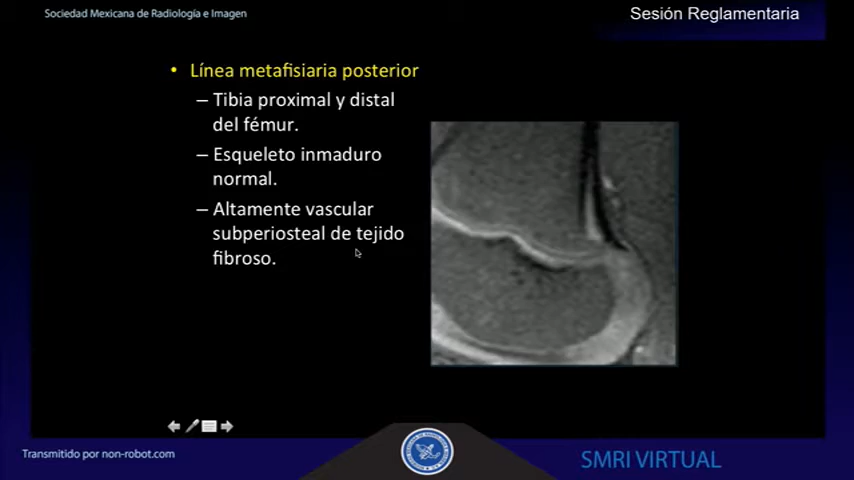 Sociedad Mexicana de Radiología e Imagen
Sesión Reglamentaria
• Línea metafisiaria posterior
– Tibia proximal y distal
del fémur.
– Esqueleto inmaduro
normal.
– Altamente vascular
subperiosteal de tejido
fibroso.
Transmitido por non-robot.com
SMRI VIRTUAL